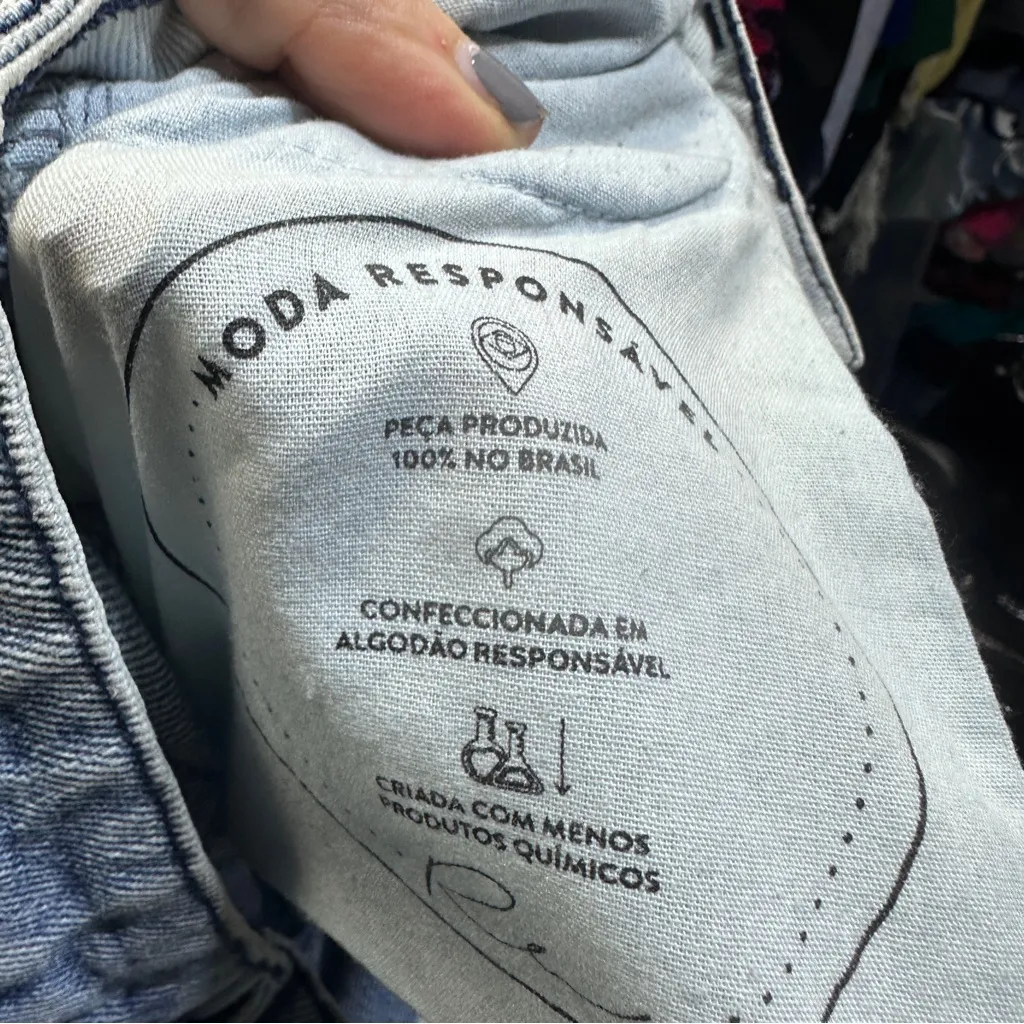 MODA RESPONSÁVEL
PEÇA PRODUZIDA
100% NO BRASIL
CONFECCIONADA EM
ALGODÃO RESPONSÁVEL
CRIADA COM MENOS
PRODUTOS QUÍMICOS